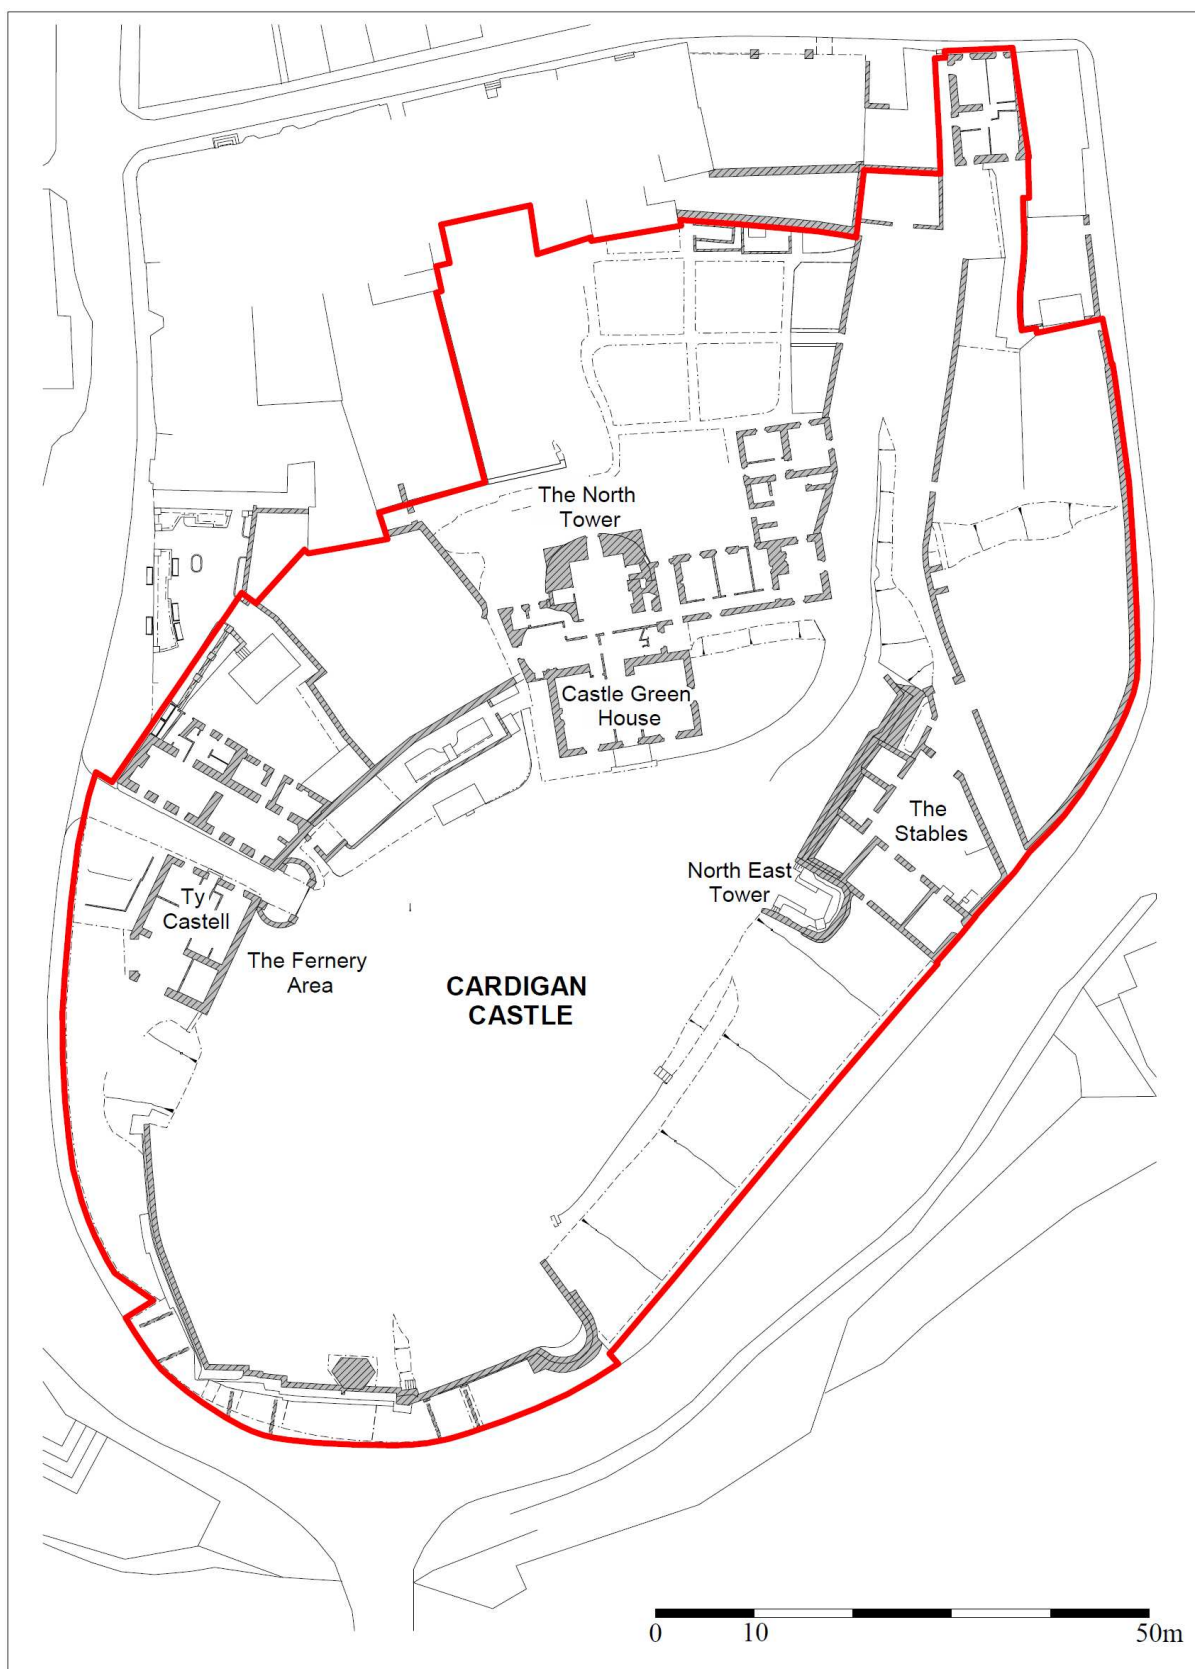 The North
Tower
Castle Green
House
The
Stables
North East
Tower
Ty
Castell
The Fernery
Area
CARDIGAN
CASTLE
0 10 50m